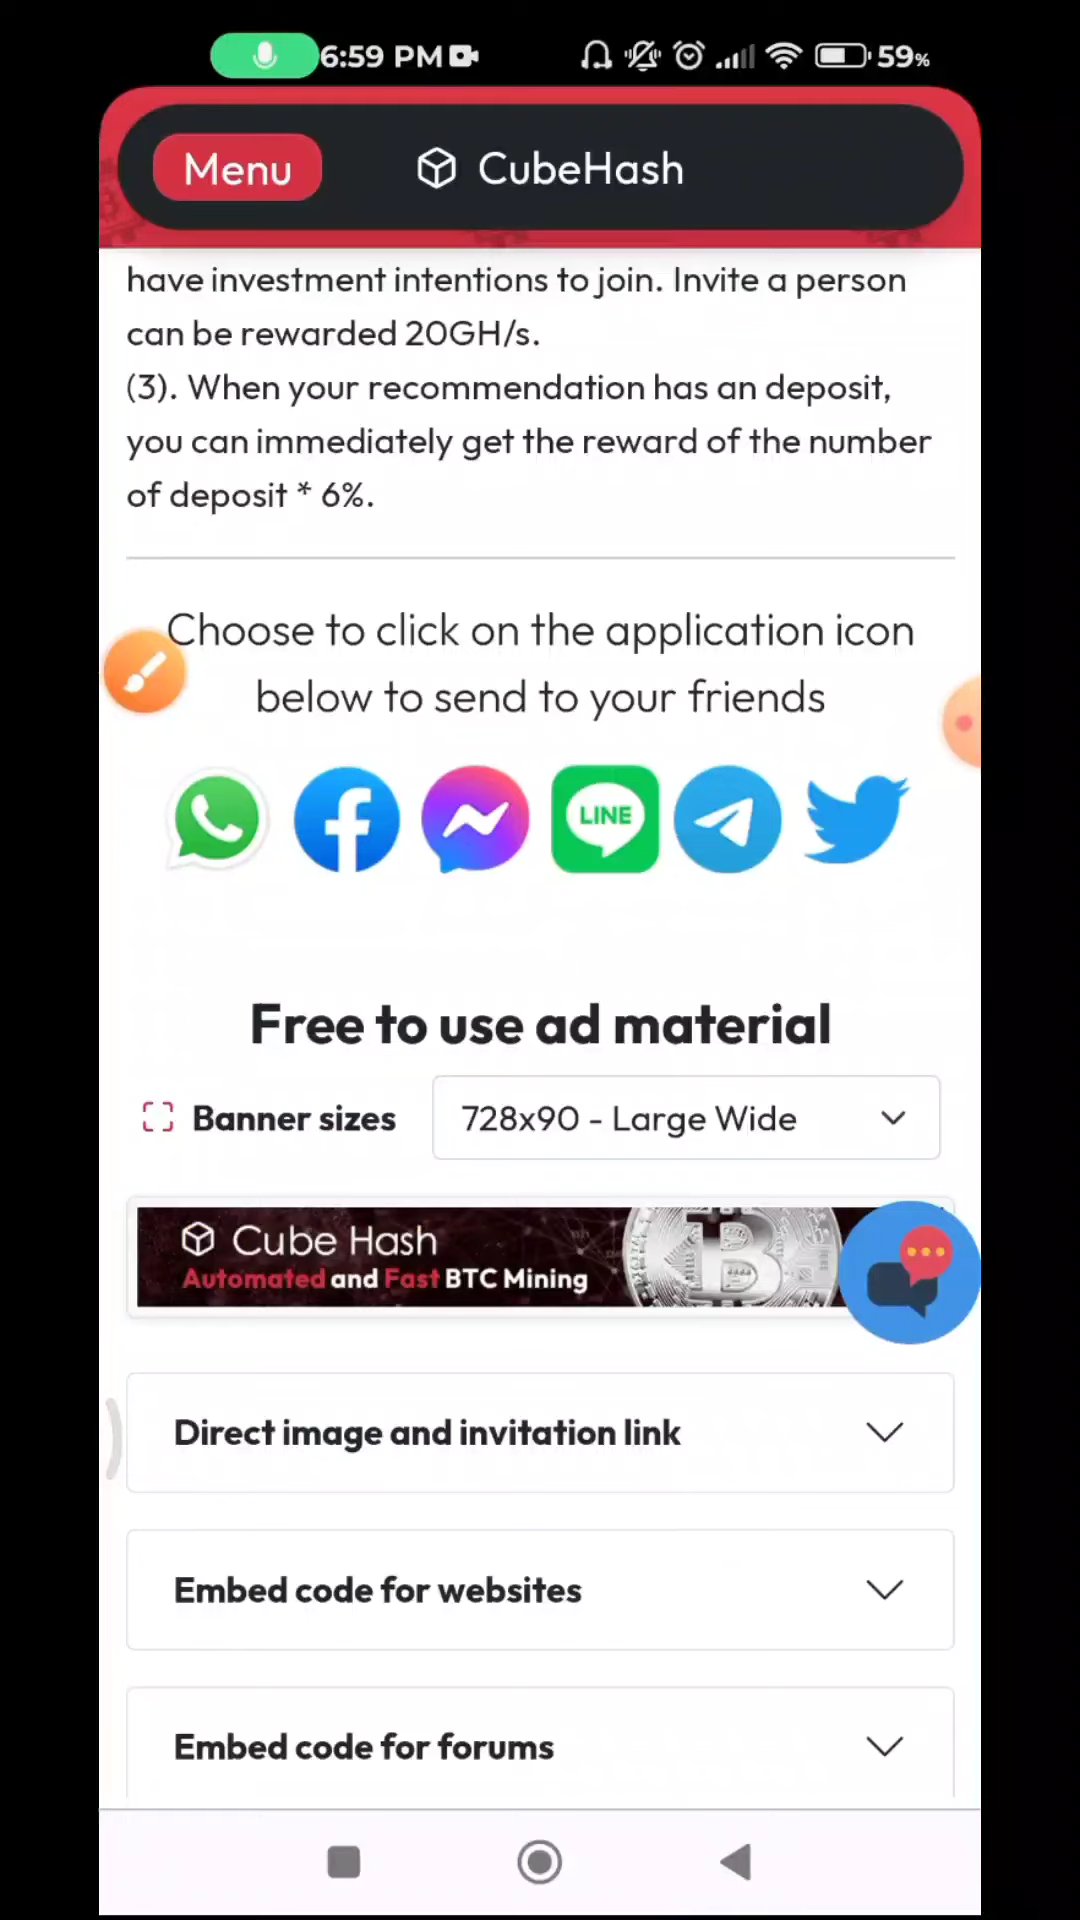 6:59 PM 59%
Menu CubeHash
have investment intentions to join. Invite a person
can be rewarded 20GH/s.
(3). When your recommendation has an deposit,
you can immediately get the reward of the number
of deposit * 6%.
Choose to click on the application icon
below to send to your friends
LINE
Free to use ad material
Banner sizes 728x90 - Large Wide
Cube Hash
Automated and Fast BTC Mining
Direct image and invitation link
Embed code for websites
Embed code for forums